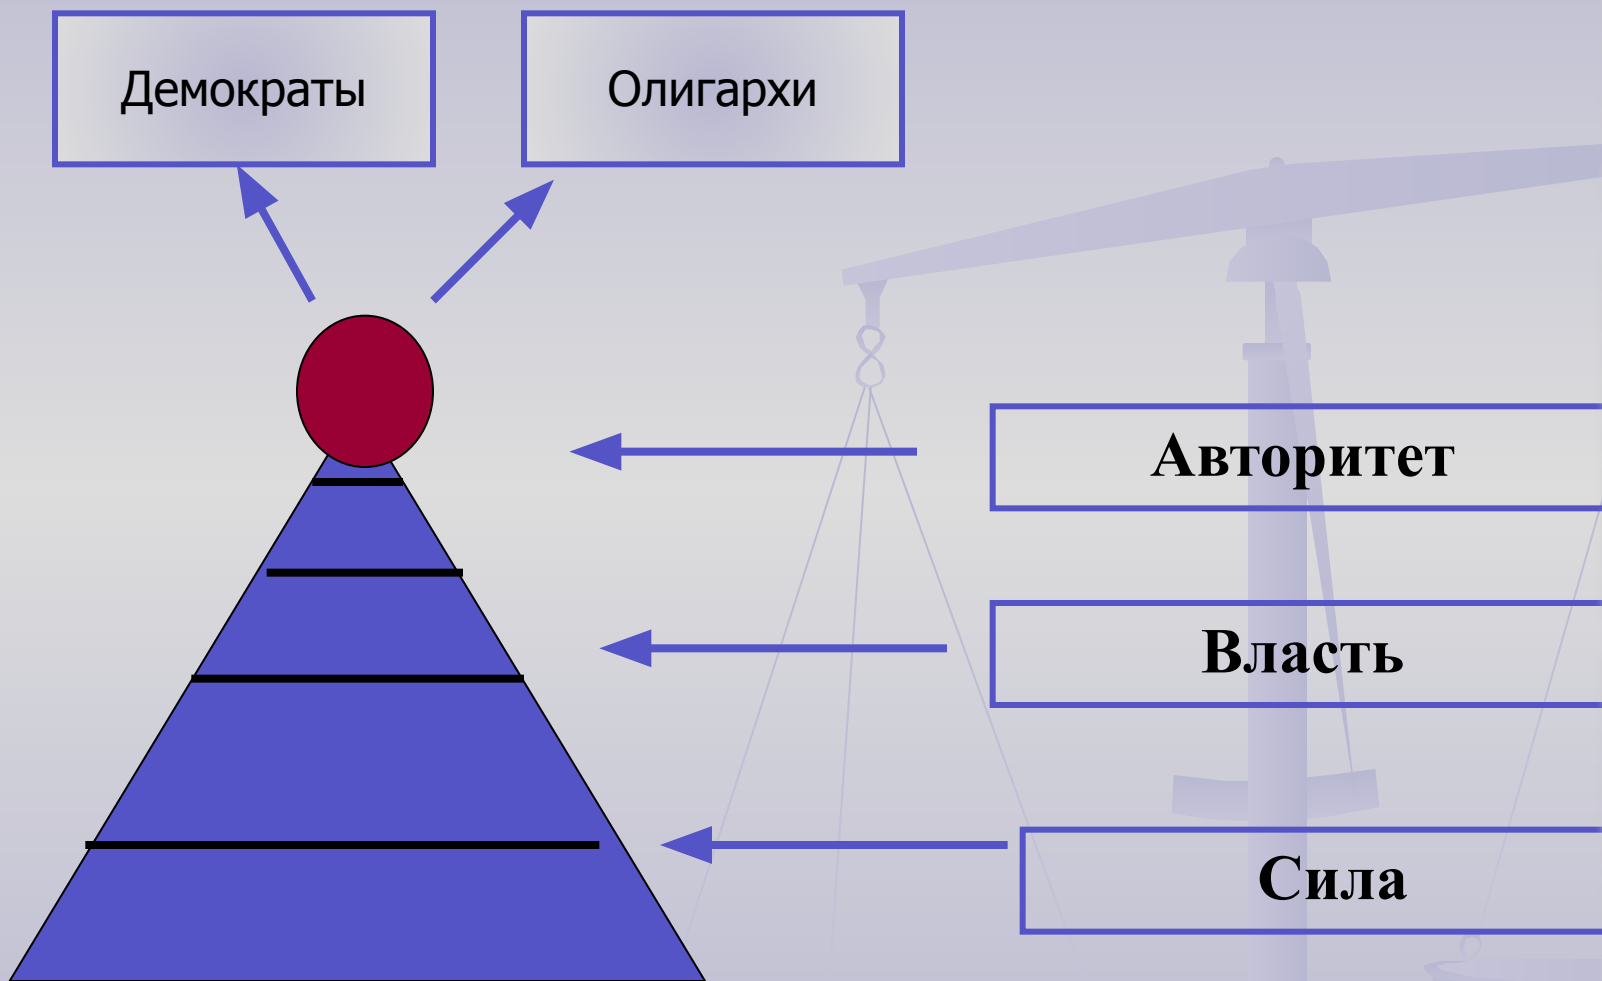 Демократы
Олигархи
Авторитет
Власть
Сила